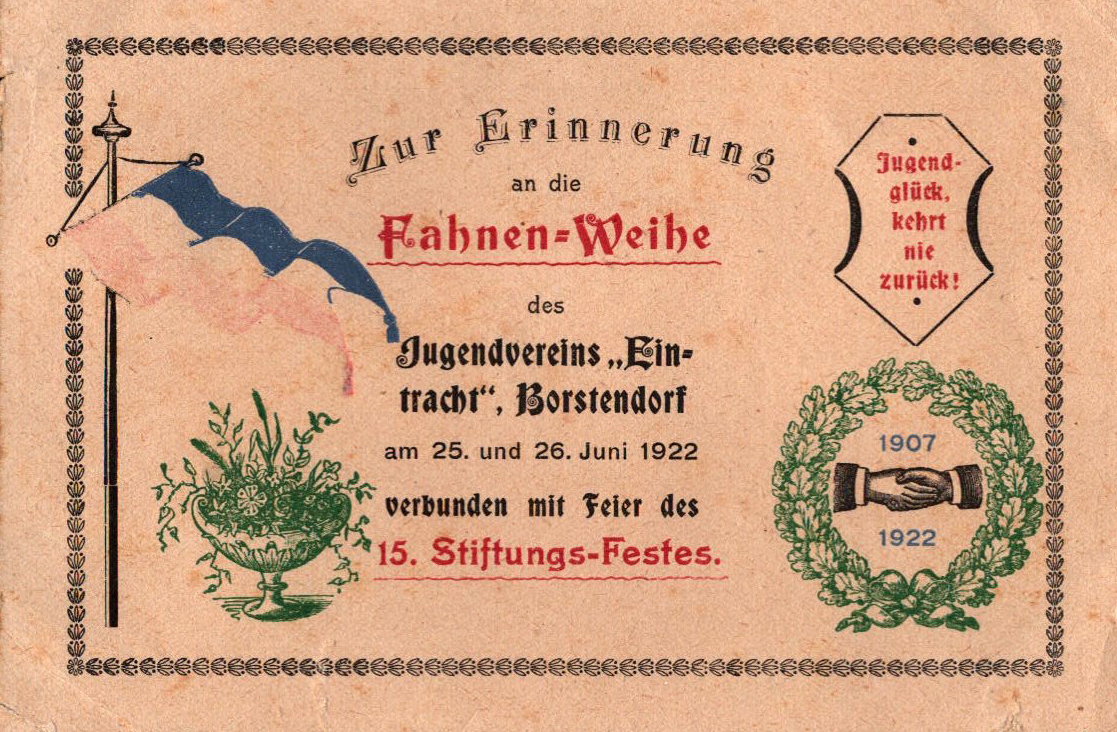 Zur Erinnerung
an die
Fahnen=Weihe
des
Jugendvereins „Ein=
tracht“, Borstendorf
am 25. und 26. Juni 1922
verbunden mit Feier des
15. Stiftungs-Festes.
Jugend-
glück,
kehrt
nie
zurück!
1907
1922